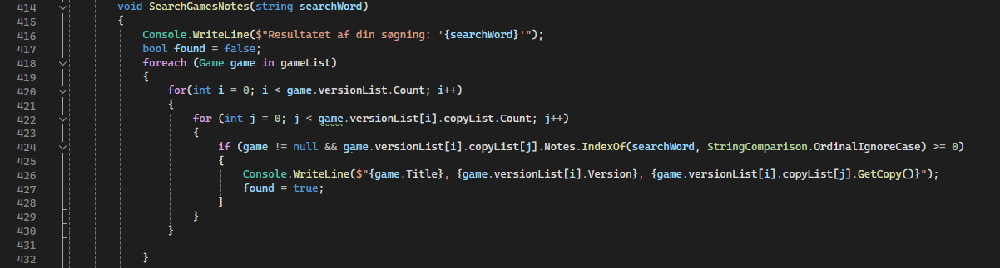 414 void SearchGamesNotes(string searchWord)
415 {
416 Console.WriteLine($"Resultatet af din søgning: '{searchWord}'");
417 bool found = false;
418 foreach (Game game in gameList)
419 {
420 for(int i = 0; i < game.versionList.Count; i++)
421 {
422 for (int j = 0; j < game.versionList[i].copyList.Count; j++)
423 {
424 if (game != null && game.versionList[i].copyList[j].Notes.IndexOf(searchWord, StringComparison.OrdinalIgnoreCase) >= 0)
425 {
426 Console.WriteLine($"{game.Title}, {game.versionList[i].Version}, {game.versionList[i].copyList[j].GetCopy()}");
427 found = true;
428 }
429 }
430 }
431
432 }